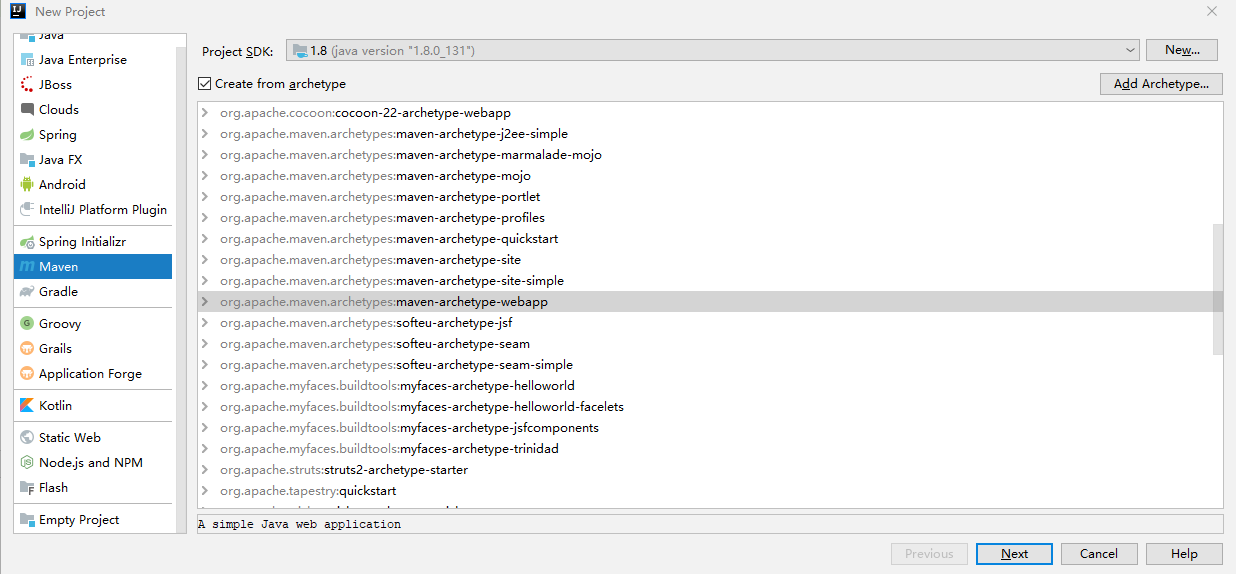 New Project
Java
Java Enterprise
JBoss
Clouds
Spring
Java FX
Android
IntelliJ Platform Plugin
Spring Initializr
Maven
Gradle
Groovy
Grails
Application Forge
Kotlin
Static Web
Node.js and NPM
Flash
Empty Project
Project SDK: 1.8 (java version "1.8.0_131") New...
Create from archetype Add Archetype...
org.apache.cocoon:cocoon-22-archetype-webapp
org.apache.maven.archetypes:maven-archetype-j2ee-simple
org.apache.maven.archetypes:maven-archetype-marmalade-mojo
org.apache.maven.archetypes:maven-archetype-mojo
org.apache.maven.archetypes:maven-archetype-portlet
org.apache.maven.archetypes:maven-archetype-profiles
org.apache.maven.archetypes:maven-archetype-quickstart
org.apache.maven.archetypes:maven-archetype-site
org.apache.maven.archetypes:maven-archetype-site-simple
org.apache.maven.archetypes:maven-archetype-webapp
org.apache.maven.archetypes:softeu-archetype-jsf
org.apache.maven.archetypes:softeu-archetype-seam
org.apache.maven.archetypes:softeu-archetype-seam-simple
org.apache.myfaces.buildtools:myfaces-archetype-helloworld
org.apache.myfaces.buildtools:myfaces-archetype-helloworld-facelets
org.apache.myfaces.buildtools:myfaces-archetype-jsfcomponents
org.apache.myfaces.buildtools:myfaces-archetype-trinidad
org.apache.struts:struts2-archetype-starter
org.apache.tapestry:quickstart
A simple Java web application
Previous Next Cancel Help